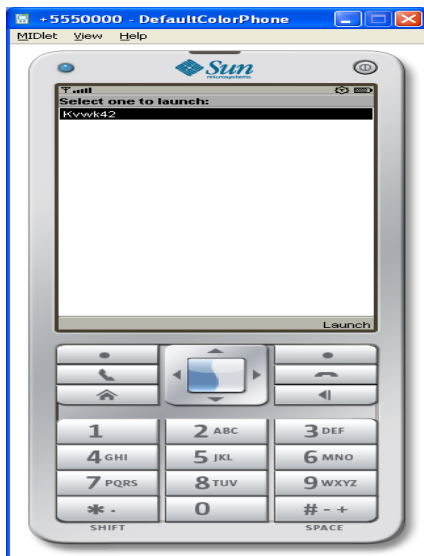 +5550000 - DefaultColorPhone
MIDlet View Help
Sun
microsystems
Select one to launch:
Kvwk42
Launch
1 2 ABC 3 DEF
4 GHI 5 JKL 6 MNO
7 PQRS 8 TUV 9 WXYZ
* . 0 # - +
SHIFT SPACE